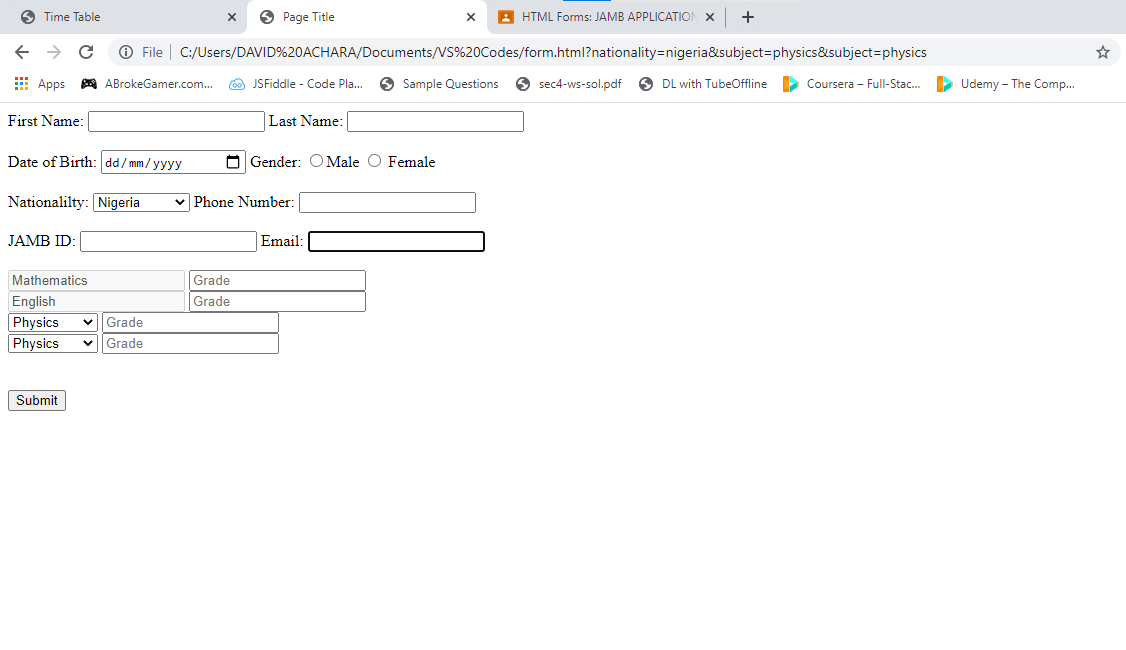 Time Table
Page Title
HTML Forms: JAMB APPLICATION
File | C:/Users/DAVID%20ACHARA/Documents/VS%20Codes/form.html?nationality=nigeria&subject=physics&subject=physics
Apps ABrokeGamer.com... JSFiddle - Code Pla... Sample Questions sec4-ws-sol.pdf DL with TubeOffline Coursera – Full-Stac... Udemy – The Comp...
First Name: Last Name:
Date of Birth: dd/mm/yyyy Gender: Male Female
Nationalilty: Nigeria Phone Number:
JAMB ID: Email:
Mathematics Grade
English Grade
Physics Grade
Physics Grade
Submit